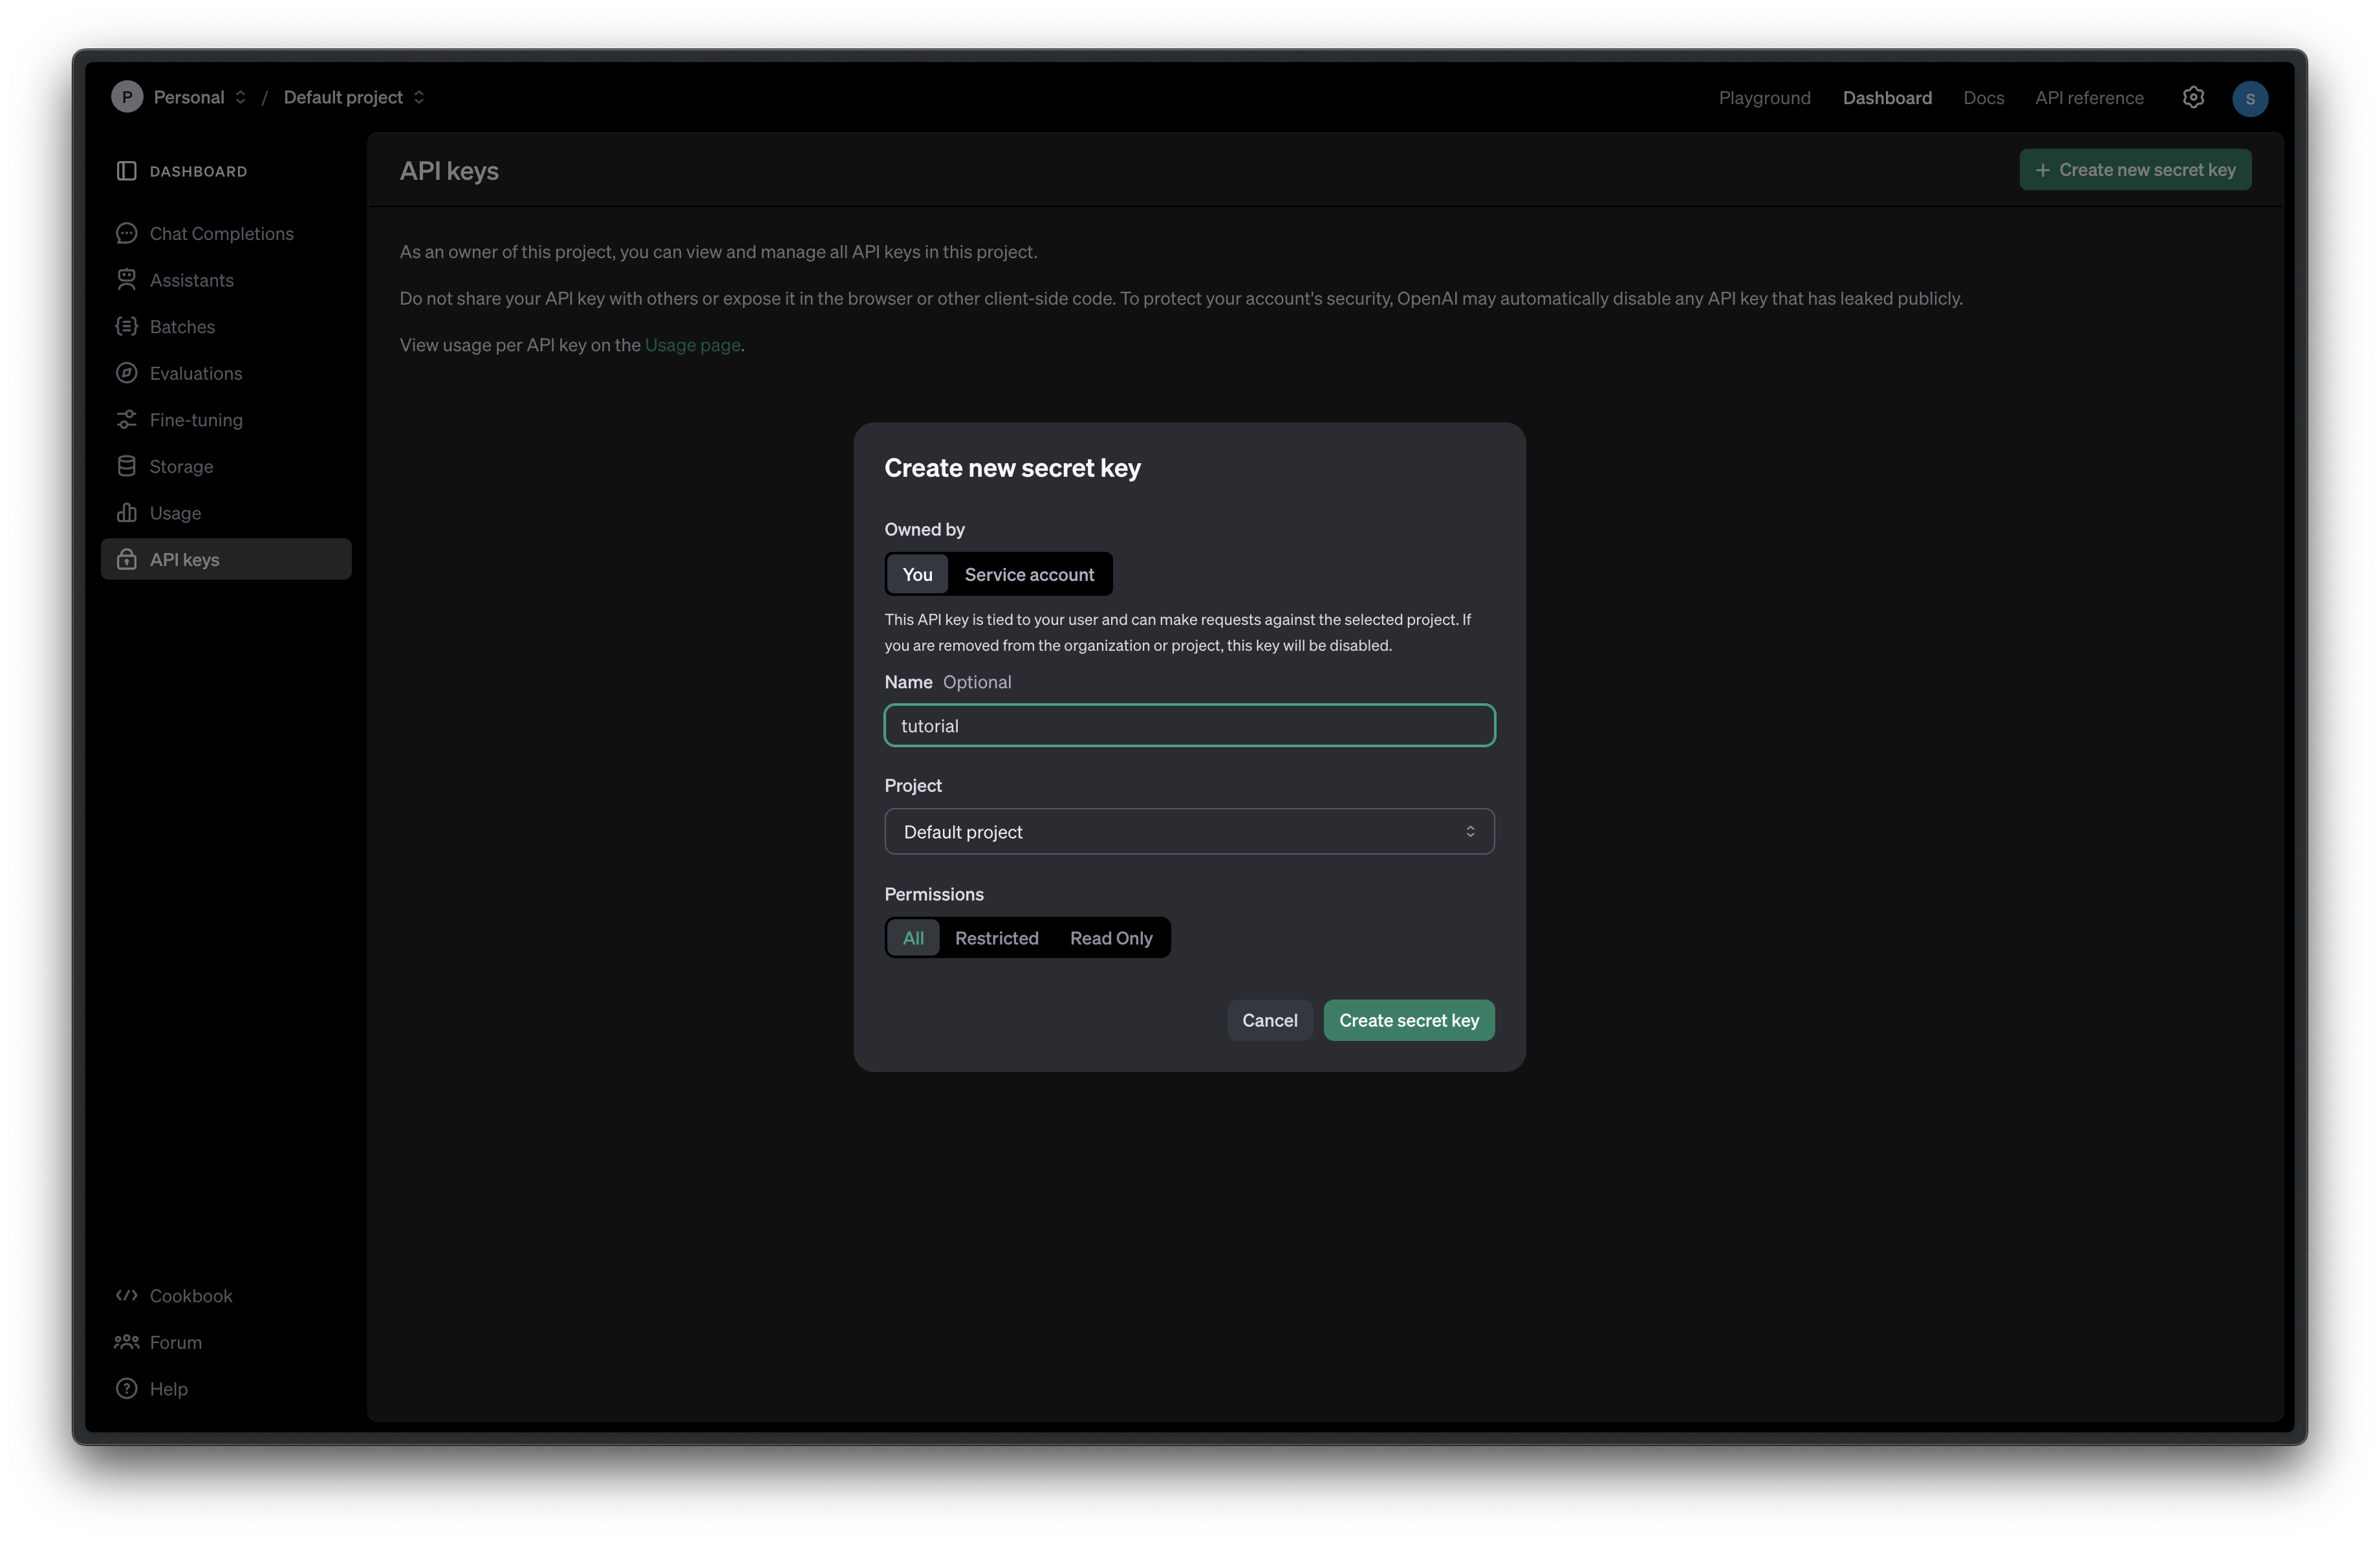 P Personal / Default project
Playground Dashboard Docs API reference S
DASHBOARD
Chat Completions
Assistants
Batches
Evaluations
Fine-tuning
Storage
Usage
API keys
Cookbook
Forum
Help
API keys
+ Create new secret key
As an owner of this project, you can view and manage all API keys in this project.
Do not share your API key with others or expose it in the browser or other client-side code. To protect your account's security, OpenAI may automatically disable any API key that has leaked publicly.
View usage per API key on the Usage page.
Create new secret key
Owned by
You Service account
This API key is tied to your user and can make requests against the selected project. If
you are removed from the organization or project, this key will be disabled.
Name Optional
tutorial
Project
Default project
Permissions
All Restricted Read Only
Cancel Create secret key